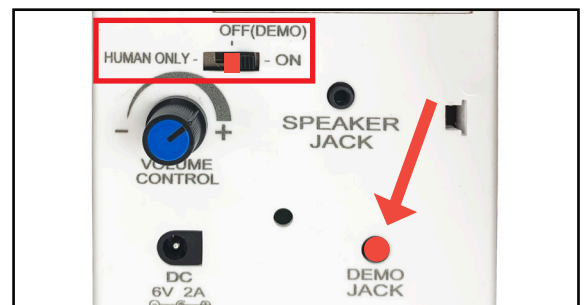 OFF(DEMO)
HUMAN ONLY -
- ON
SPEAKER
JACK
- +
VOLUME
CONTROL
DC
6V 2A
DEMO
JACK